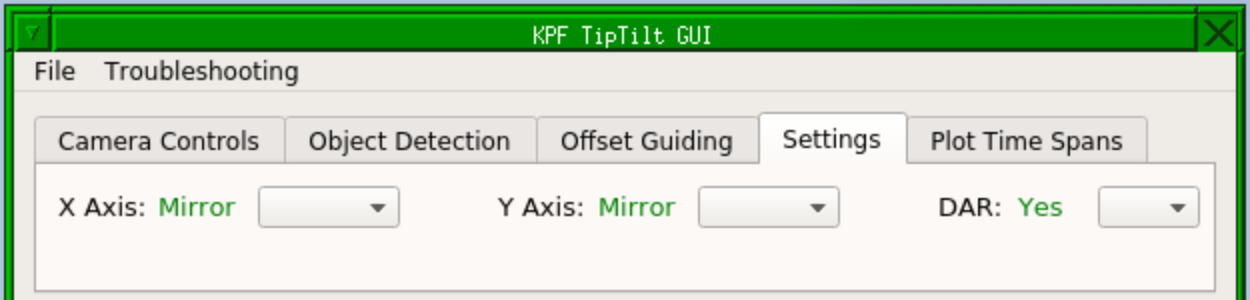 KPF TipTilt GUI
File Troubleshooting
Camera Controls Object Detection Offset Guiding Settings Plot Time Spans
X Axis: Mirror Y Axis: Mirror DAR: Yes